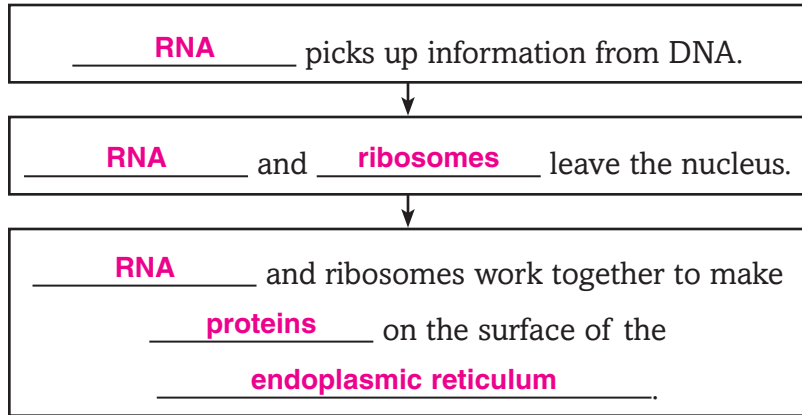 RNA picks up information from DNA.
RNA and ribosomes leave the nucleus.
RNA and ribosomes work together to make
proteins on the surface of the
endoplasmic reticulum.